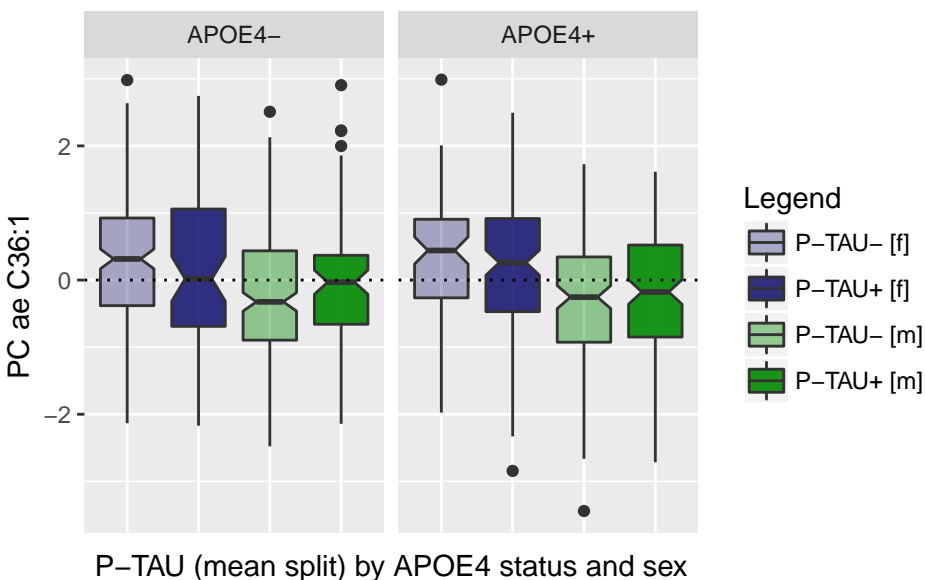 APOE4− APOE4+
PC ae C36:1
2
0
−2
Legend
P−TAU− [f]
P−TAU+ [f]
P−TAU− [m]
P−TAU+ [m]
P−TAU (mean split) by APOE4 status and sex